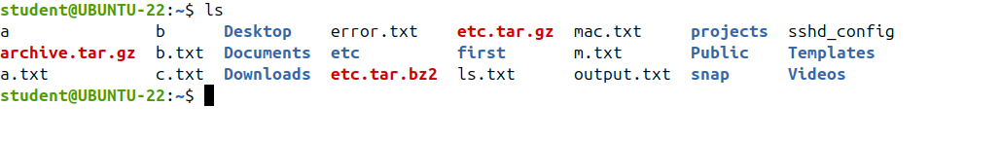 student@UBUNTU-22:~$ ls
a               b      Desktop    error.txt    etc.tar.gz  mac.txt     projects  sshd_config
archive.tar.gz  b.txt  Documents  etc          first       m.txt       Public    Templates
a.txt           c.txt  Downloads  etc.tar.bz2  ls.txt      output.txt  snap      Videos
student@UBUNTU-22:~$